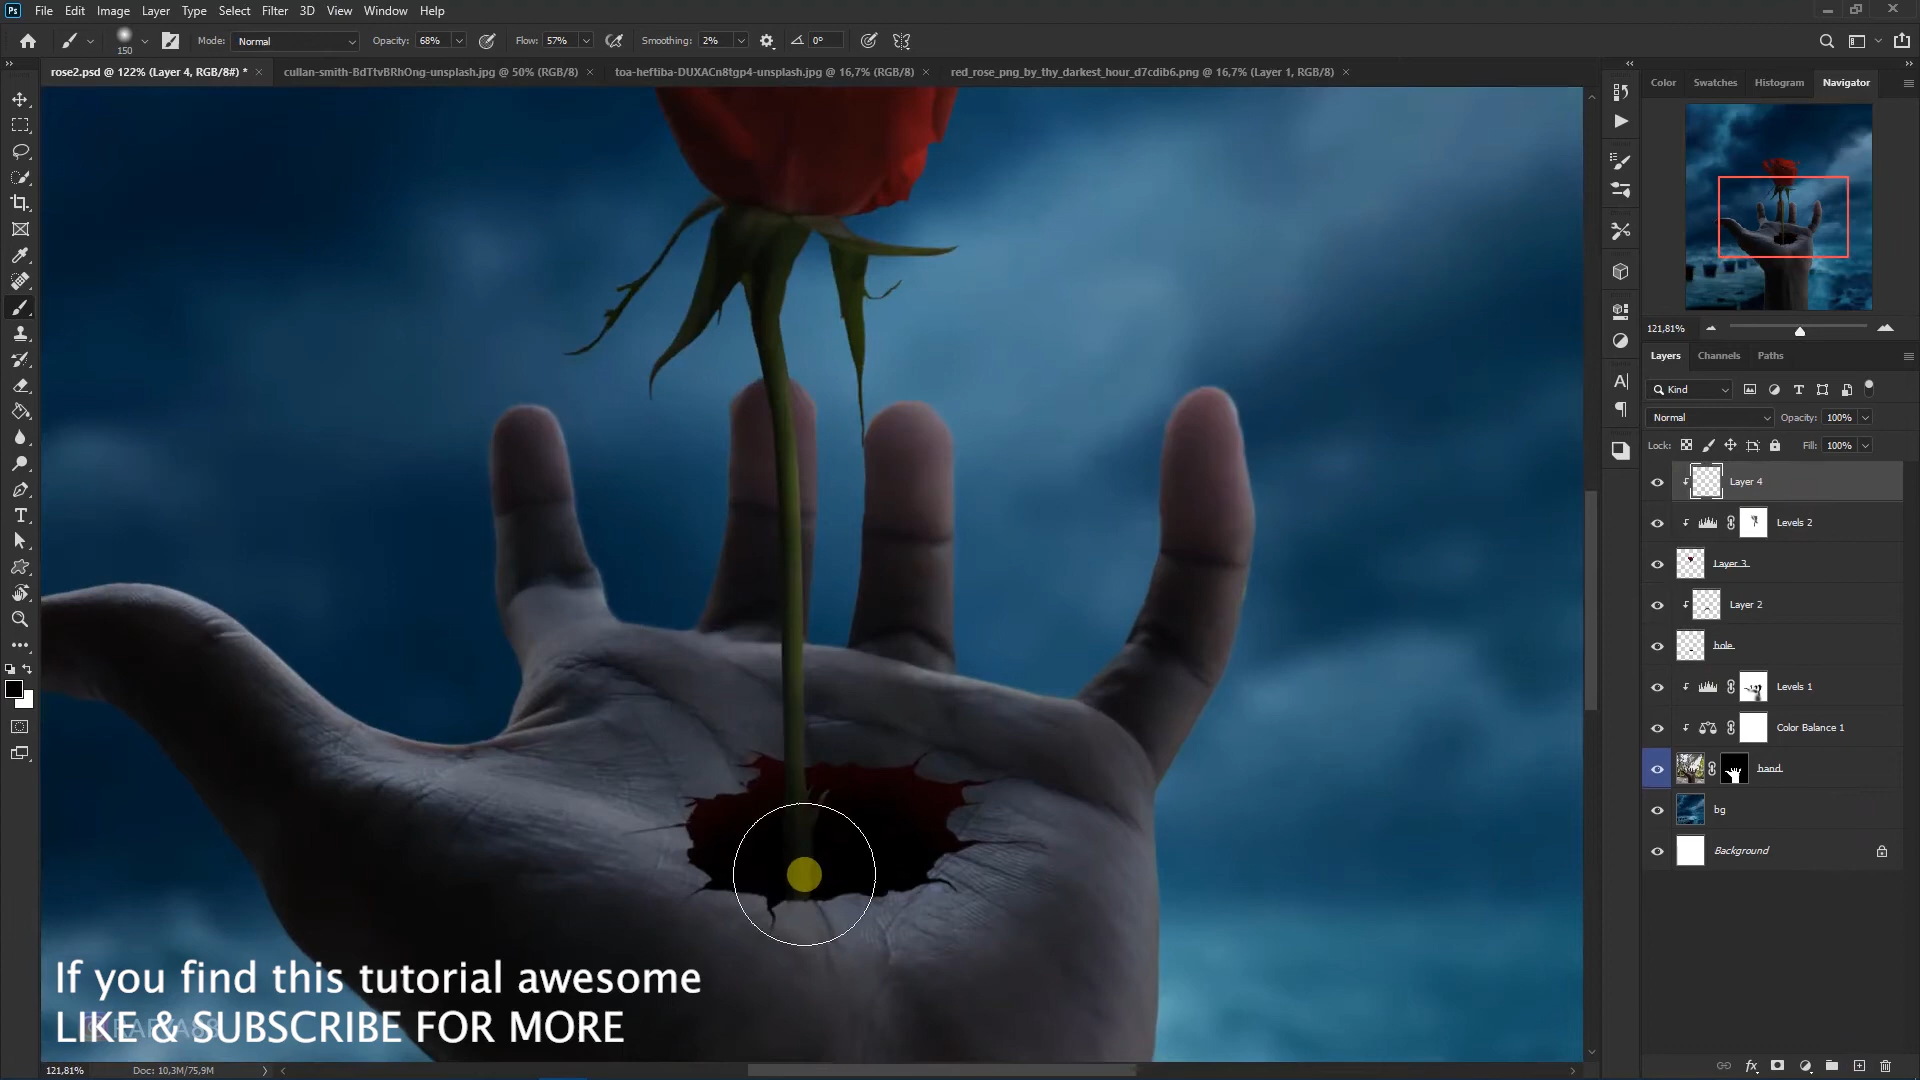 Ps File Edit Image Layer Type Select Filter 3D View Window Help
150 Mode: Normal Opacity: 68% Flow: 57% Smoothing: 2% 0°
rose2.psd @ 122% (Layer 4, RGB/8#) * cullan-smith-BdTtvBRhOng-unsplash.jpg @ 50% (RGB/8) toa-heftiba-DUXACn8tgp4-unsplash.jpg @ 16,7% (RGB/8) red_rose_png_by_thy_darkest_hour_d7cdib6.png @ 16,7% (Layer 1, RGB/8)
Color Swatches Histogram Navigator
121,81%
Layers Channels Paths
Kind
Normal Opacity: 100%
Lock: Fill: 100%
Layer 4
Levels 2
Layer 3
Layer 2
hole
Levels 1
Color Balance 1
hand
bg
Background
If you find this tutorial awesome
LIKE & SUBSCRIBE FOR MORE
121,81% Doc: 10,3M/75,9M